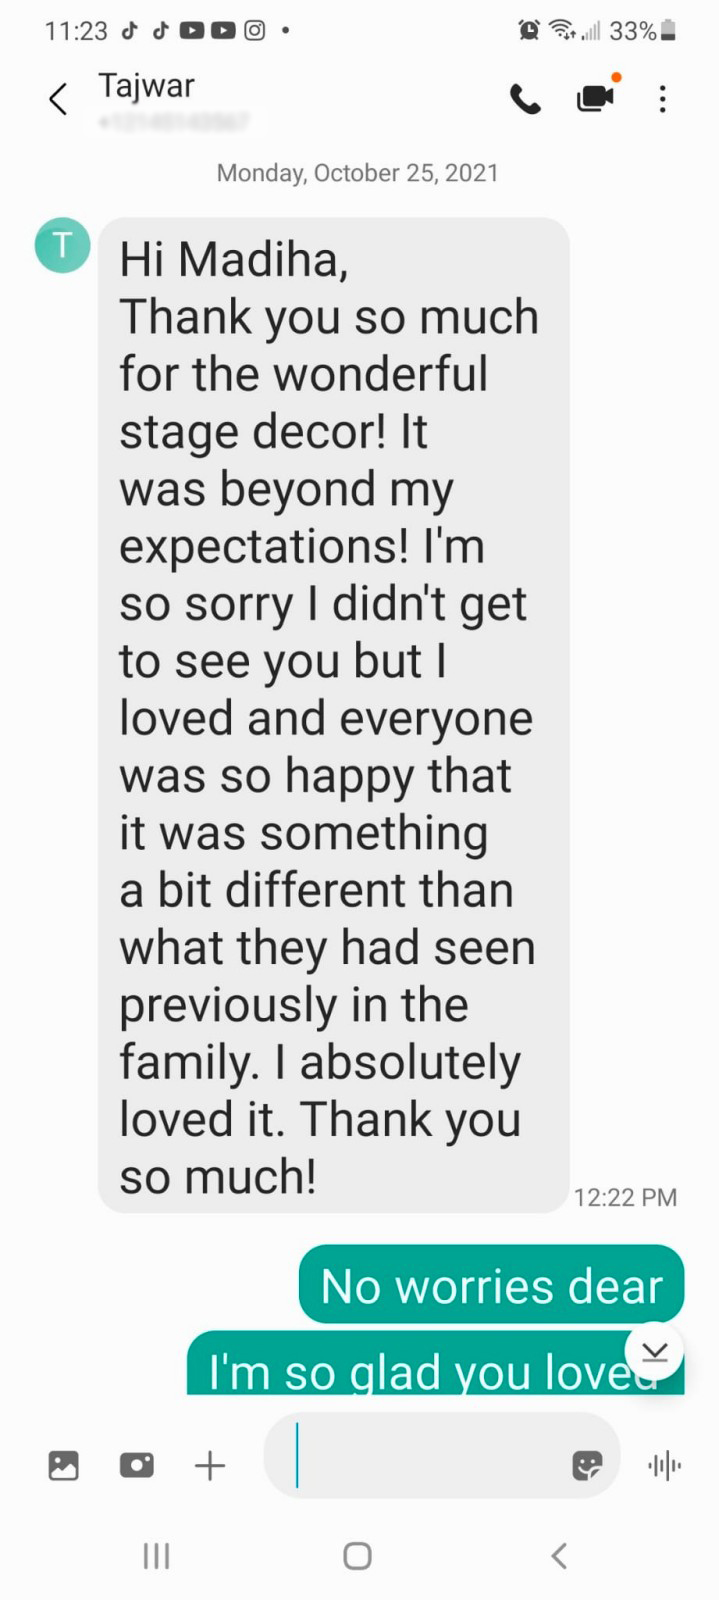 11:23
33%
Tajwar
Monday, October 25, 2021
T
Hi Madiha,
Thank you so much
for the wonderful
stage decor! It
was beyond my
expectations! I'm
so sorry I didn't get
to see you but I
loved and everyone
was so happy that
it was something
a bit different than
what they had seen
previously in the
family. I absolutely
loved it. Thank you
so much!
12:22 PM
No worries dear
I'm so glad you loved